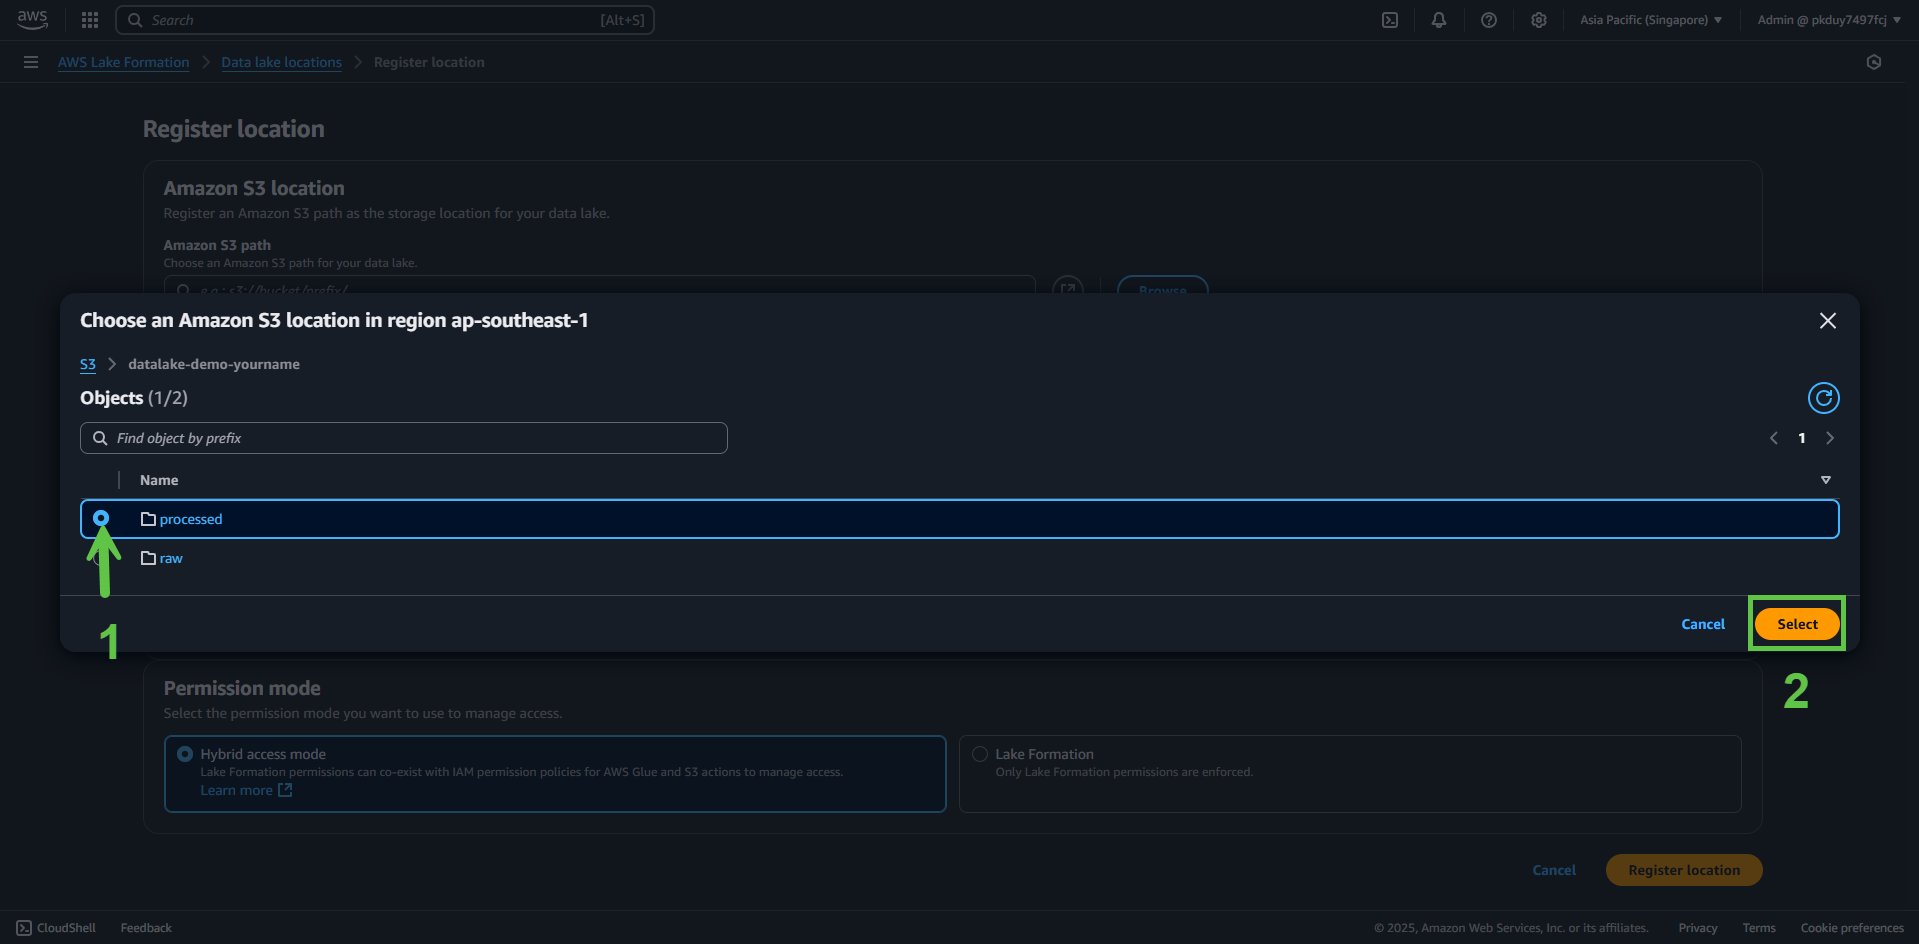 aws Search [Alt+S] Asia Pacific (Singapore) Admin @ pkduy7497fcj
AWS Lake Formation Data lake locations Register location
Register location
Amazon S3 location
Register an Amazon S3 path as the storage location for your data lake.
Amazon S3 path
Choose an Amazon S3 path for your data lake.
e.g.: s3://bucket/prefix/ Browse
Choose an Amazon S3 location in region ap-southeast-1
S3 datalake-demo-yourname
Objects (1/2)
Find object by prefix 1
Name
processed
raw
Cancel Select
1
2
Permission mode
Select the permission mode you want to use to manage access.
Hybrid access mode Lake Formation
Lake Formation permissions can co-exist with IAM permission policies for AWS Glue and S3 actions to manage access. Only Lake Formation permissions are enforced.
Learn more
Cancel Register location
CloudShell Feedback © 2025, Amazon Web Services, Inc. or its affiliates. Privacy Terms Cookie preferences